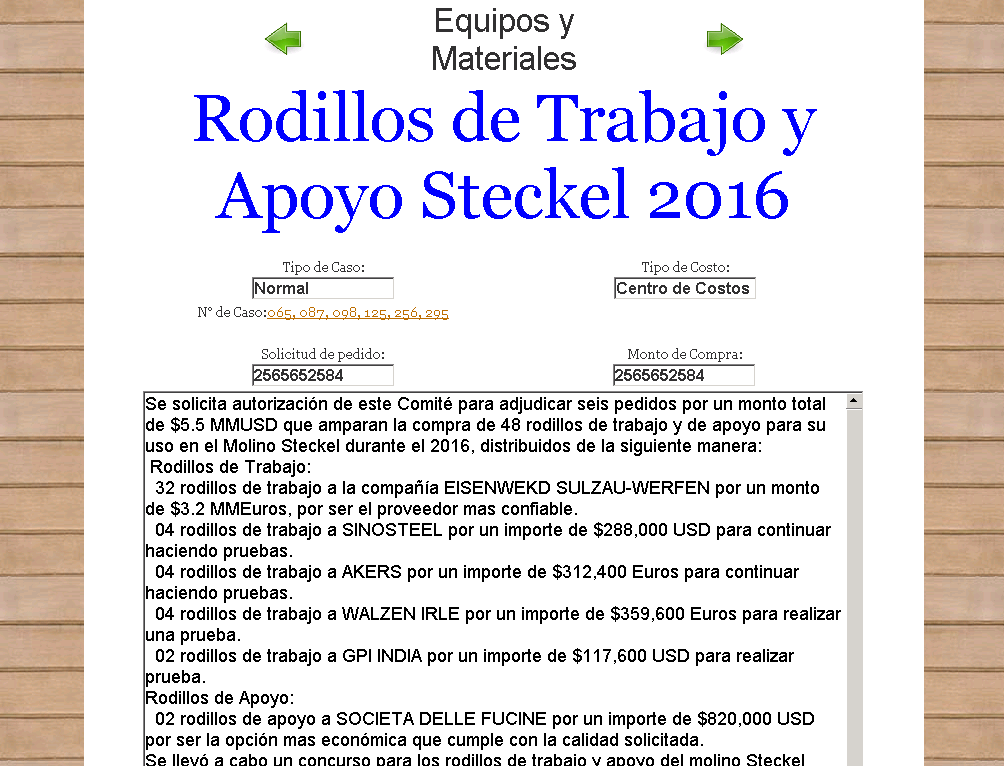 Equipos y
Materiales
Rodillos de Trabajo y
Apoyo Steckel 2016
Tipo de Caso:
Tipo de Costo:
Normal
Centro de Costos
N° de Caso:065, 087, 098, 125, 256, 295
Solicitud de pedido:
Monto de Compra:
2565652584
2565652584
Se solicita autorización de este Comité para adjudicar seis pedidos por un monto total
de $5.5 MMUSD que amparan la compra de 48 rodillos de trabajo y de apoyo para su
uso en el Molino Steckel durante el 2016, distribuidos de la siguiente manera:
Rodillos de Trabajo:
32 rodillos de trabajo a la compañía EISENWEKD SULZAU-WERFEN por un monto
de $3.2 MMEuros, por ser el proveedor mas confiable.
04 rodillos de trabajo a SINOSTEEL por un importe de $288,000 USD para continuar
haciendo pruebas.
04 rodillos de trabajo a AKERS por un importe de $312,400 Euros para continuar
haciendo pruebas.
04 rodillos de trabajo a WALZEN IRLE por un importe de $359,600 Euros para realizar
una prueba.
02 rodillos de trabajo a GPI INDIA por un importe de $117,600 USD para realizar
prueba.
Rodillos de Apoyo:
02 rodillos de apoyo a SOCIETA DELLE FUCINE por un importe de $820,000 USD
por ser la opción mas económica que cumple con la calidad solicitada.
Se llevó a cabo un concurso para los rodillos de trabajo y apoyo del molino Steckel